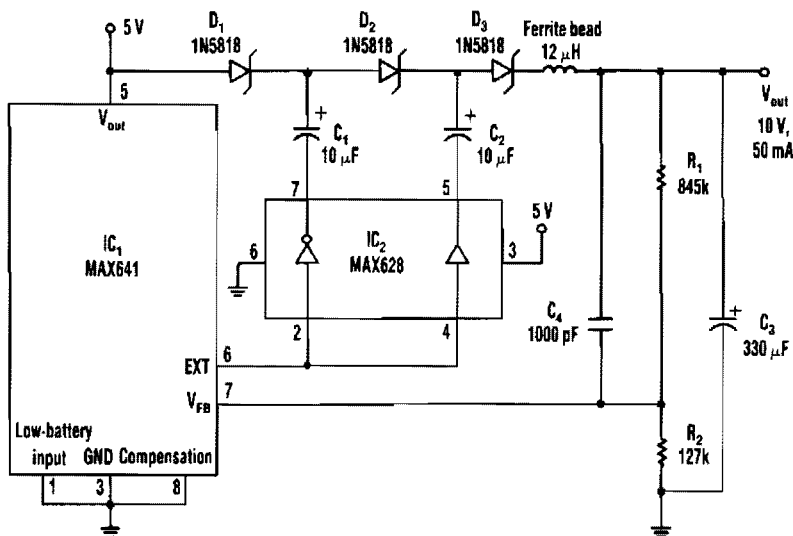 5 V
D1
1N5818
D2
1N5818
D3
1N5818
Ferrite bead
12 µH
5
Vout
C1
10 µF
C2
10 µF
Vout
10 V,
50 mA
R1
845k
7
5
5 V
IC1
MAX641
6
IC2
MAX628
3
C4
1000 pF
C3
330 µF
2
4
EXT
6
VFB
7
R2
127k
Low-battery
input
GND
Compensation
1
3
8
+
+
+